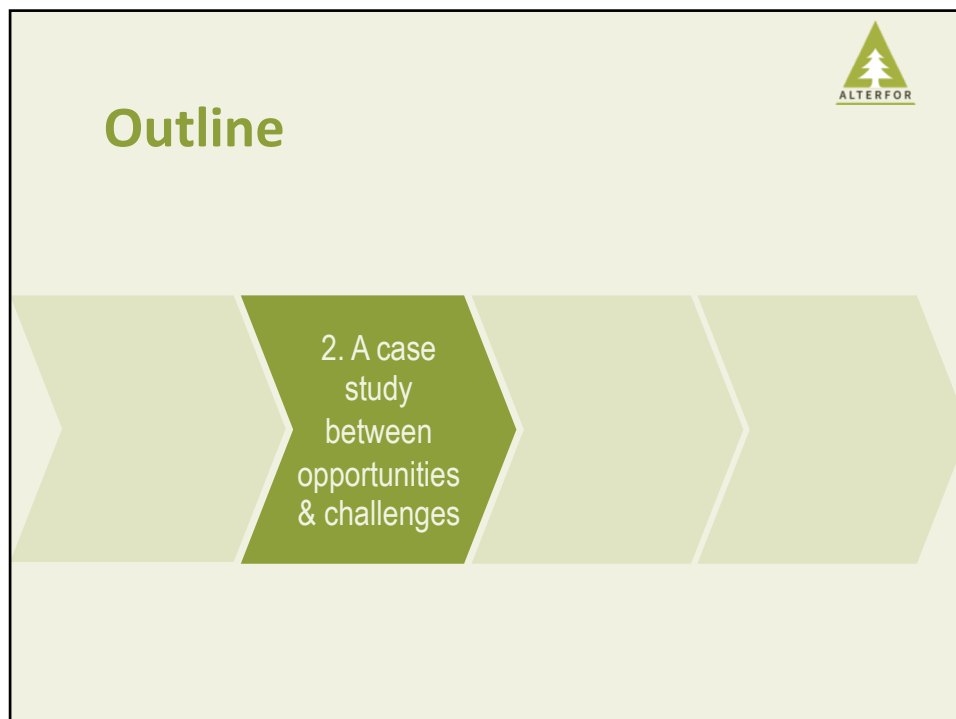 ALTERFOR
Outline
2. A case
study
between
opportunities
& challenges